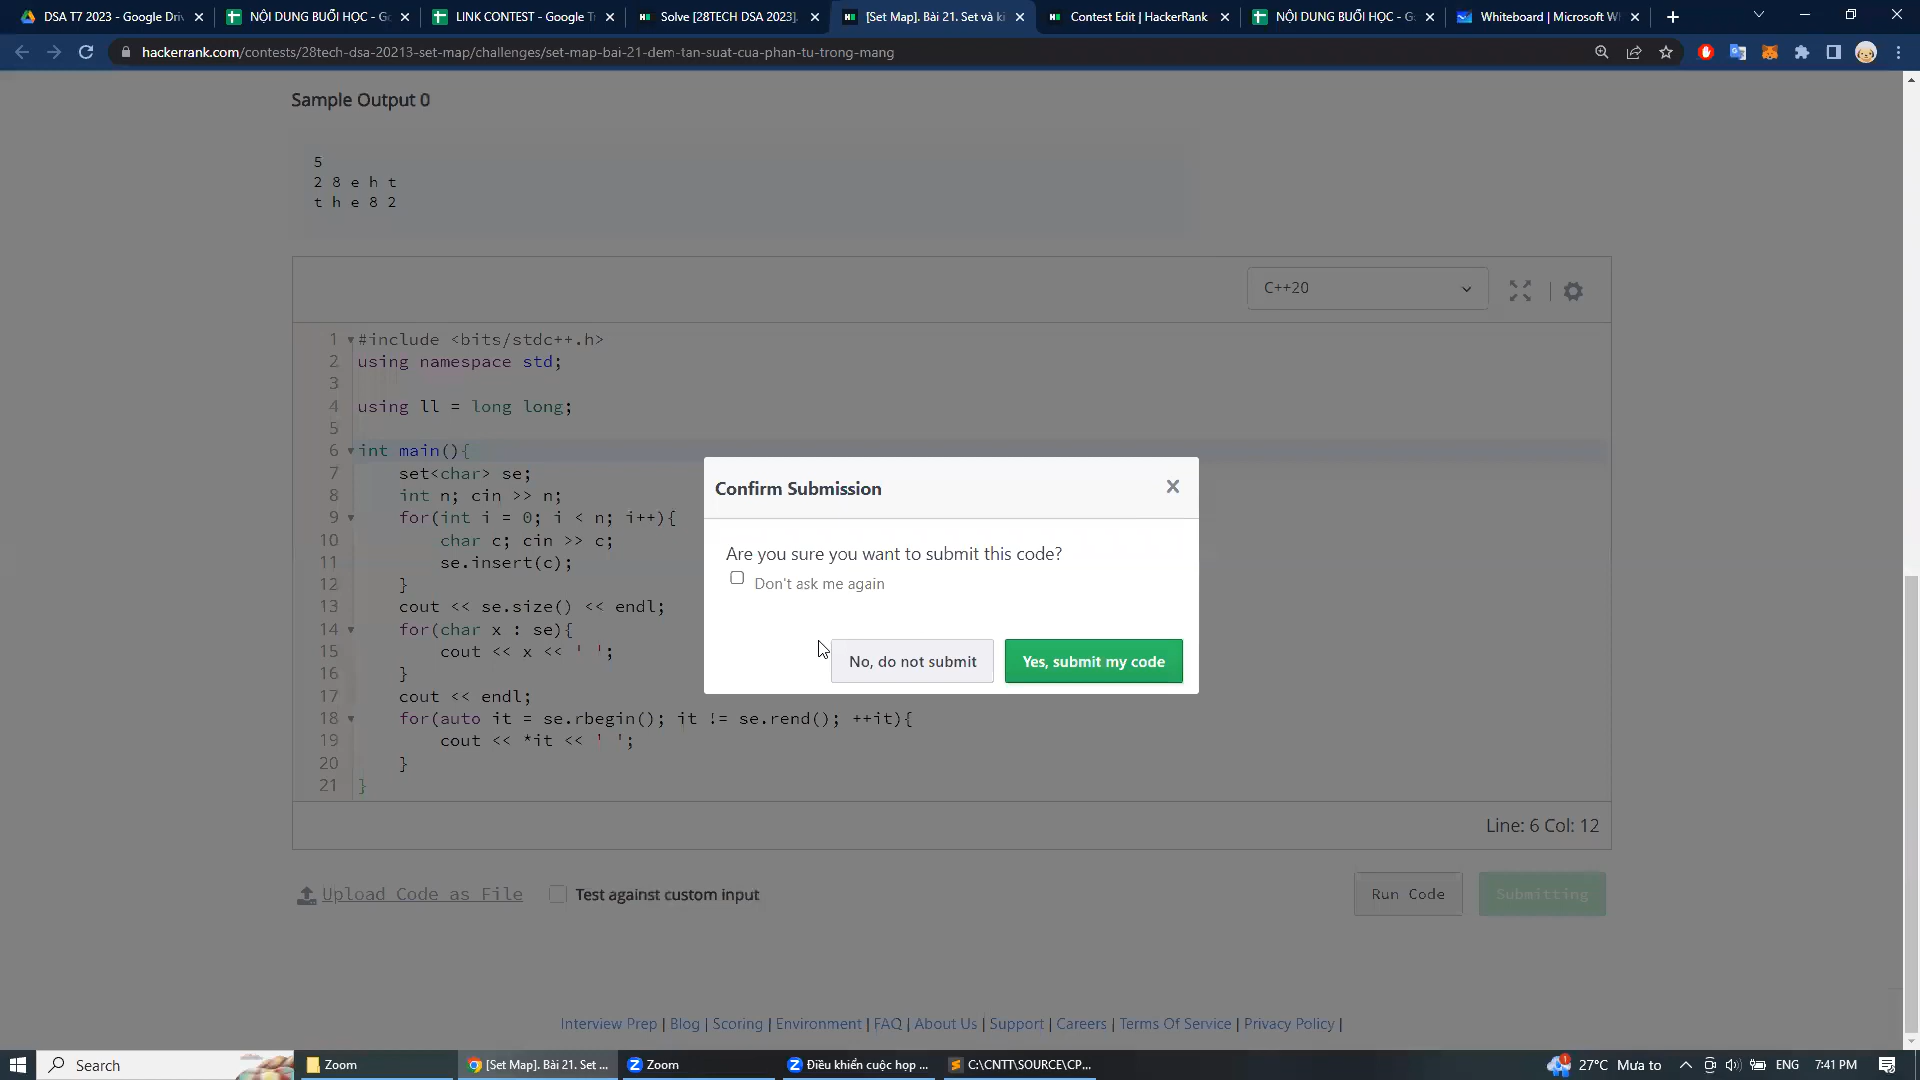 DSA T7 2023 - Google Driv
NỘI DUNG BUỔI HỌC - Go
LINK CONTEST - Google Tr
Solve [28TECH DSA 2023].
[Set Map]. Bài 21. Set và ki
Contest Edit | HackerRank
NỘI DUNG BUỔI HỌC - Go
Whiteboard | Microsoft W
hackerrank.com/contests/28tech-dsa-20213-set-map/challenges/set-map-bai-21-dem-tan-suat-cua-phan-tu-trong-mang
Sample Output 0
5
2 8 e h t
t h e 8 2
C++20
1 #include <bits/stdc++.h>
2 using namespace std;
3
4 using ll = long long;
5
6 int main(){
7 set<char> se;
8 int n; cin >> n;
9 for(int i = 0; i < n; i++){
10 char c; cin >> c;
11 se.insert(c);
12 }
13 cout << se.size() << endl;
14 for(char x : se){
15 cout << x << ' ';
16 }
17 cout << endl;
18 for(auto it = se.rbegin(); it != se.rend(); ++it){
19 cout << *it << ' ';
20 }
21 }
Confirm Submission
Are you sure you want to submit this code?
Don't ask me again
No, do not submit
Yes, submit my code
Line: 6 Col: 12
Upload Code as File
Test against custom input
Run Code
Submitting
Interview Prep | Blog | Scoring | Environment | FAQ | About Us | Support | Careers | Terms Of Service | Privacy Policy |
Search
Zoom
[Set Map]. Bài 21. Set ...
Zoom
Điều khiển cuộc họp ...
C:\CNTT\SOURCE\CP...
1
27°C Mưa to
ENG
7:41 PM